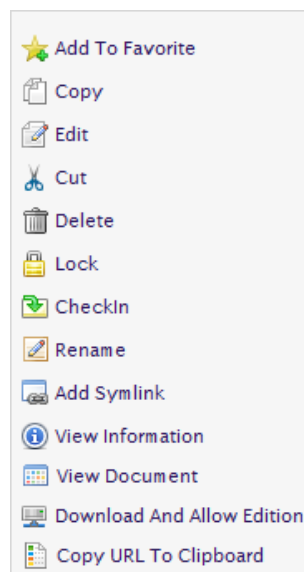 Add To Favorite
Copy
Edit
Cut
Delete
Lock
CheckIn
Rename
Add Symlink
View Information
View Document
Download And Allow Edition
Copy URL To Clipboard